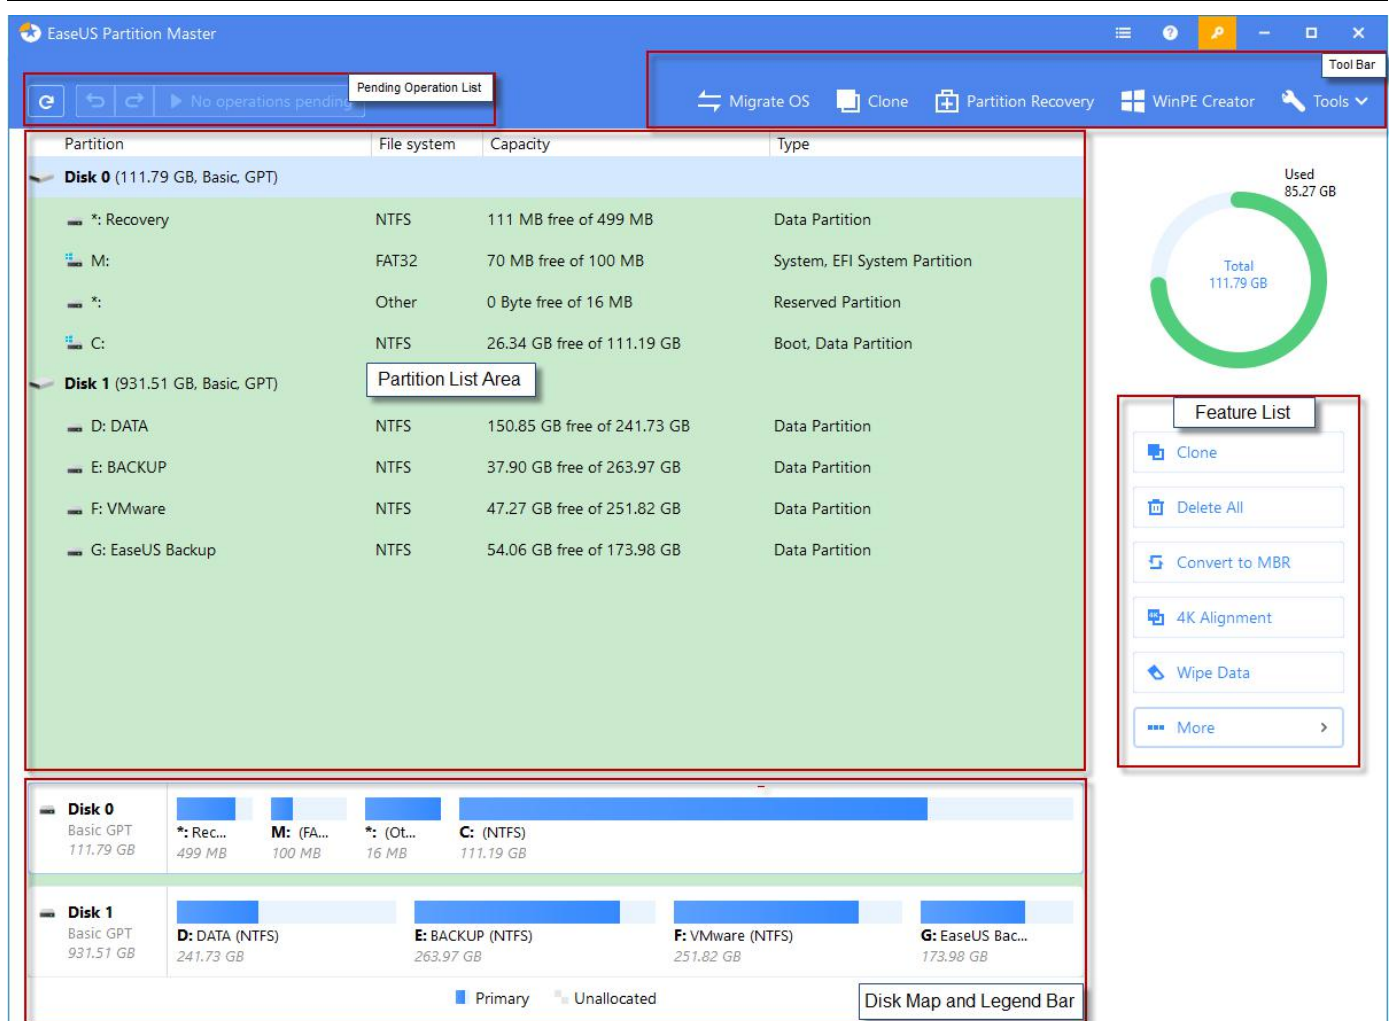 EaseUS Partition Master
Tool Bar
Pending Operation List
No operations pending
Migrate OS Clone Partition Recovery WinPE Creator Tools
Partition File system Capacity Type
Disk 0 (111.79 GB, Basic, GPT)
*: Recovery NTFS 111 MB free of 499 MB Data Partition
M: FAT32 70 MB free of 100 MB System, EFI System Partition
*: Other 0 Byte free of 16 MB Reserved Partition
C: NTFS 26.34 GB free of 111.19 GB Boot, Data Partition
Disk 1 (931.51 GB, Basic, GPT)
Partition List Area
D: DATA NTFS 150.85 GB free of 241.73 GB Data Partition
E: BACKUP NTFS 37.90 GB free of 263.97 GB Data Partition
F: VMware NTFS 47.27 GB free of 251.82 GB Data Partition
G: EaseUS Backup NTFS 54.06 GB free of 173.98 GB Data Partition
Used
85.27 GB
Total
111.79 GB
Feature List
Clone
Delete All
Convert to MBR
4K Alignment
Wipe Data
More
Disk 0
Basic GPT
111.79 GB
*: Rec... M: (FA... *: (Ot... C: (NTFS)
499 MB 100 MB 16 MB 111.19 GB
Disk 1
Basic GPT
931.51 GB
D: DATA (NTFS) E: BACKUP (NTFS) F: VMware (NTFS) G: EaseUS Bac...
241.73 GB 263.97 GB 251.82 GB 173.98 GB
Primary Unallocated
Disk Map and Legend Bar